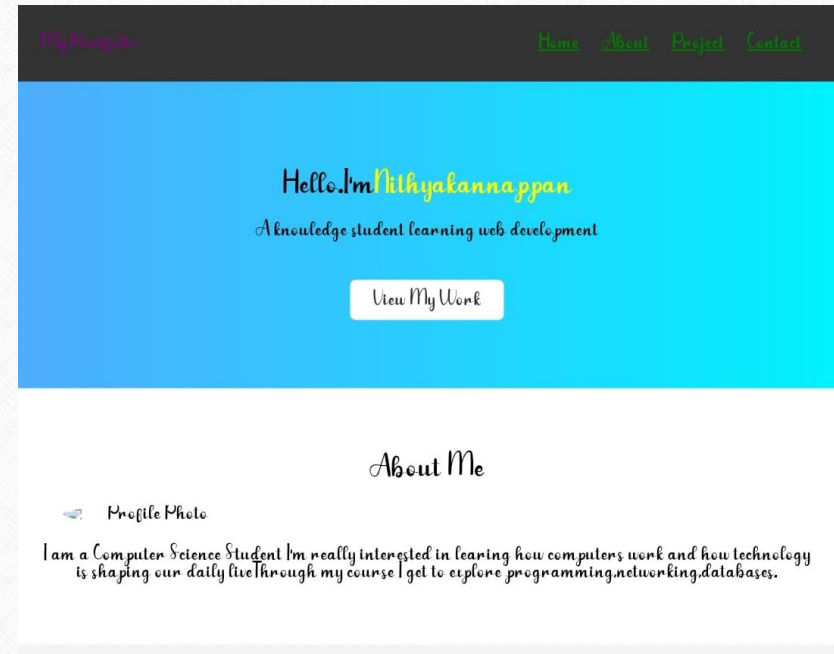 My Portfolio
Home About Project Contact
Hello.I'mNithyakannappan
A knowledge student learning web development
View My Work
About Me
Profile Photo
I am a Computer Science Student I'm really interested in learing how computers work and how technology
is shaping our daily liveThrough my course I get to explore programming,networking,databases.